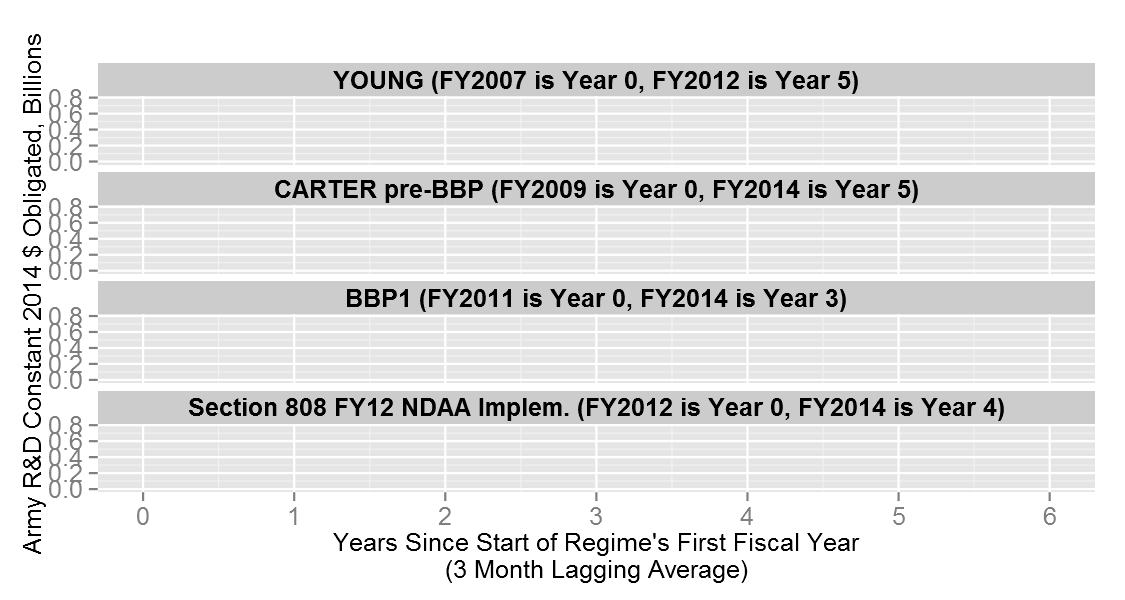 Army R&D Constant 2014 $ Obligated, Billions
YOUNG (FY2007 is Year 0, FY2012 is Year 5)
0.8
0.6
0.4
0.2
0.0
CARTER pre-BBP (FY2009 is Year 0, FY2014 is Year 5)
0.8
0.6
0.4
0.2
0.0
BBP1 (FY2011 is Year 0, FY2014 is Year 3)
0.8
0.6
0.4
0.2
0.0
Section 808 FY12 NDAA Implem. (FY2012 is Year 0, FY2014 is Year 4)
0.8
0.6
0.4
0.2
0.0
0 1 2 3 4 5 6
Years Since Start of Regime's First Fiscal Year
(3 Month Lagging Average)